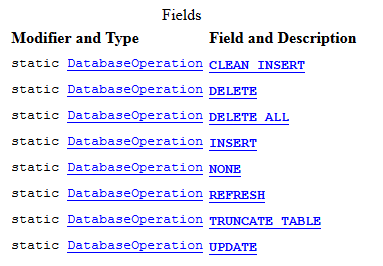 Fields
Modifier and Type Field and Description
static DatabaseOperation CLEAN_INSERT
static DatabaseOperation DELETE
static DatabaseOperation DELETE_ALL
static DatabaseOperation INSERT
static DatabaseOperation NONE
static DatabaseOperation REFRESH
static DatabaseOperation TRUNCATE_TABLE
static DatabaseOperation UPDATE